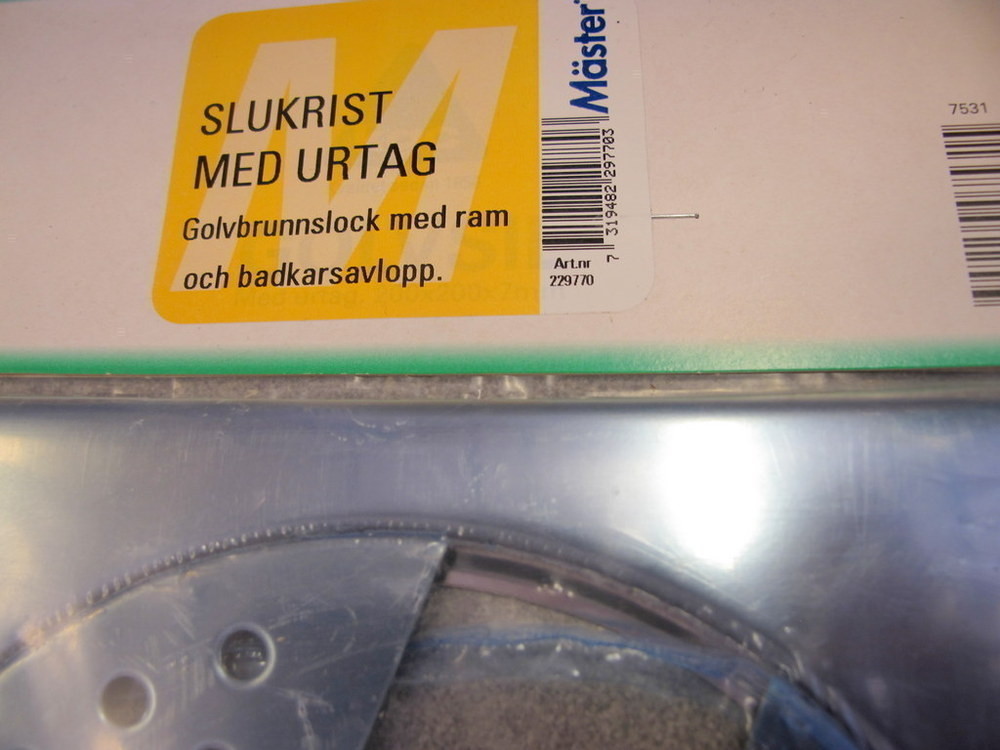 SLUKRIST
MED URTAG
Golvbrunnslock med ram
och badkarsavlopp.
Mäster
7 319482 297703
Art.nr
229770
7531